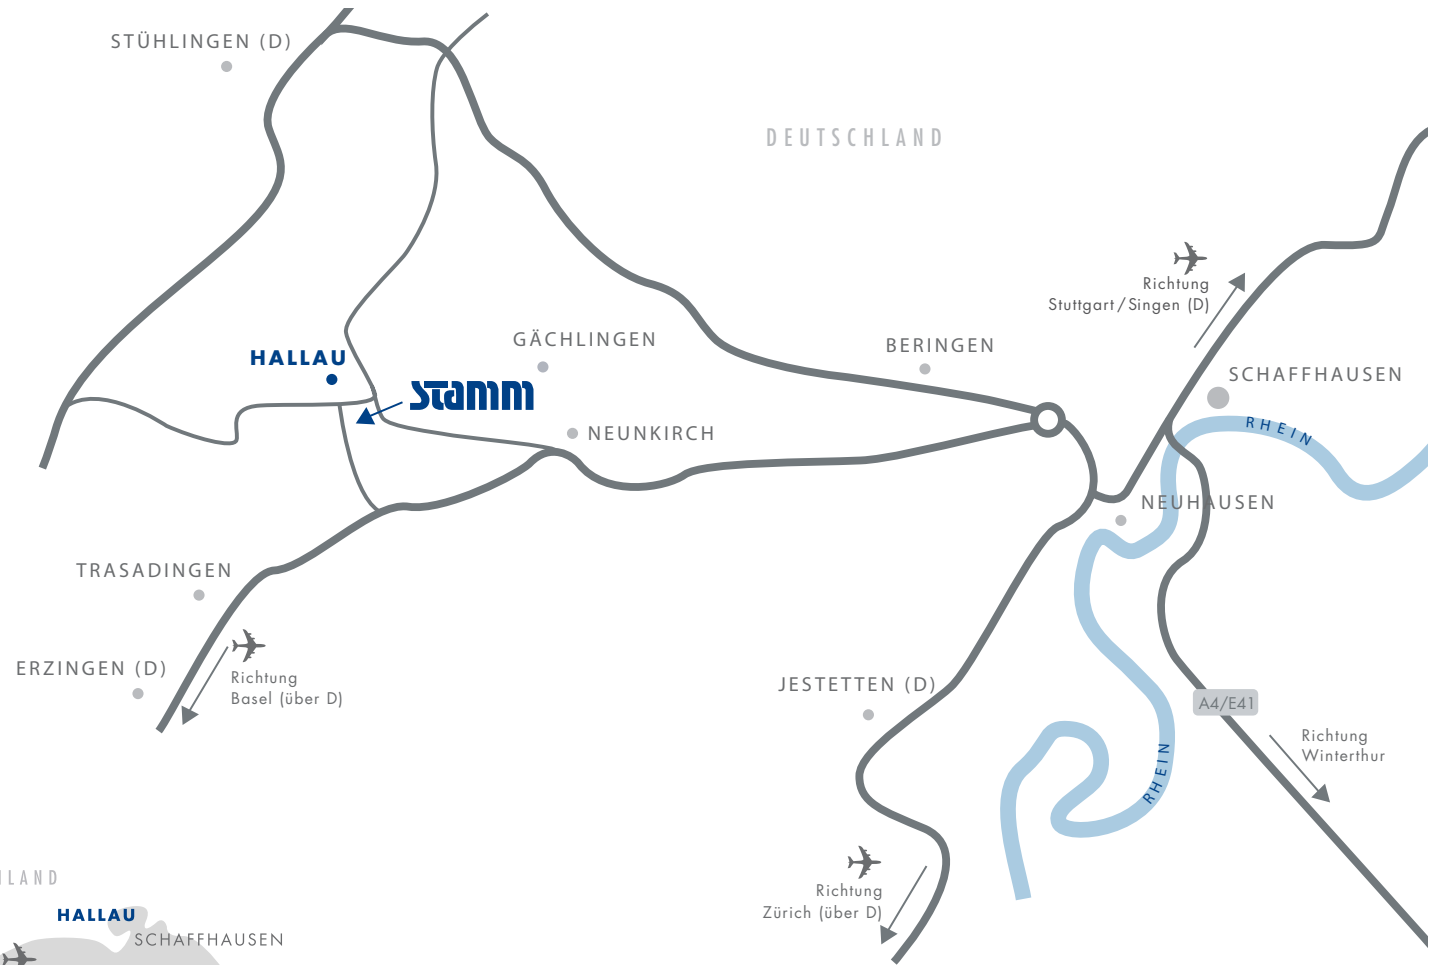 STÜHLINGEN (D)
DEUTSCHLAND
Richtung
Stuttgart/Singen (D)
GÄCHLINGEN
BERINGEN
HALLAU
SCHAFFHAUSEN
Stamm
RHEIN
NEUNKIRCH
NEUHAUSEN
TRASADINGEN
ERZINGEN (D)
Richtung
Basel (über D)
JESTETTEN (D)
A4/E41
Richtung
Winterthur
RHEIN
Richtung
Zürich (über D)
LAND
HALLAU
SCHAFFHAUSEN